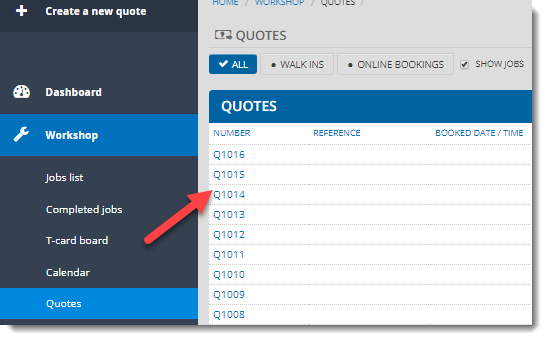 Create a new quote
Dashboard
Workshop
Jobs list
Completed jobs
T-card board
Calendar
Quotes
HOME / WORKSHOP / QUOTES /
QUOTES
ALL
WALK INS
ONLINE BOOKINGS
SHOW JOBS
QUOTES
NUMBER REFERENCE BOOKED DATE / TIME
Q1016
Q1015
Q1014
Q1013
Q1012
Q1011
Q1010
Q1009
Q1008